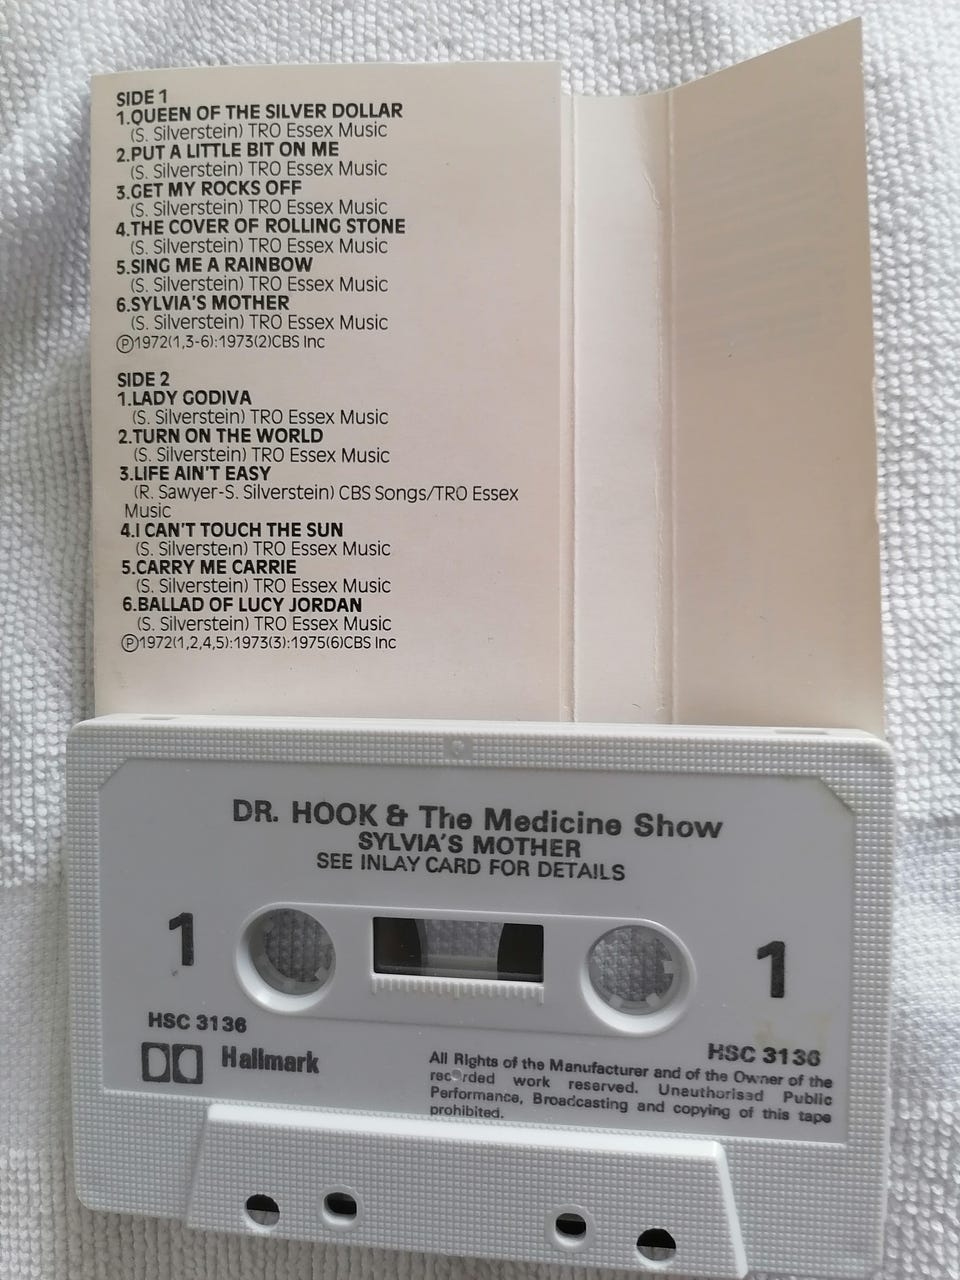 SIDE 1
1.QUEEN OF THE SILVER DOLLAR
(S. Silverstein) TRO Essex Music
2.PUT A LITTLE BIT ON ME
(S. Silverstein) TRO Essex Music
3.GET MY ROCKS OFF
(S. Silverstein) TRO Essex Music
4.THE COVER OF ROLLING STONE
(S. Silverstein) TRO Essex Music
5.SING ME A RAINBOW
(S. Silverstein) TRO Essex Music
6.SYLVIA'S MOTHER
(S. Silverstein) TRO Essex Music
Ⓟ1972(1,3-6):1973(2)CBS Inc
SIDE 2
1.LADY GODIVA
(S. Silverstein) TRO Essex Music
2.TURN ON THE WORLD
(S. Silverstein) TRO Essex Music
3.LIFE AIN'T EASY
(R. Sawyer-S. Silverstein) CBS Songs/TRO Essex
Music
4.I CAN'T TOUCH THE SUN
(S. Silverstein) TRO Essex Music
5.CARRY ME CARRIE
(S. Silverstein) TRO Essex Music
6.BALLAD OF LUCY JORDAN
(S. Silverstein) TRO Essex Music
Ⓟ1972(1,2,4,5):1973(3):1975(6)CBS Inc
DR. HOOK & The Medicine Show
SYLVIA'S MOTHER
SEE INLAY CARD FOR DETAILS
1
1
HSC 3136
Hallmark
HSC 3136
All Rights of the Manufacturer and of the Owner of the
recorded work reserved. Unauthorised Public
Performance, Broadcasting and copying of this tape
prohibited.